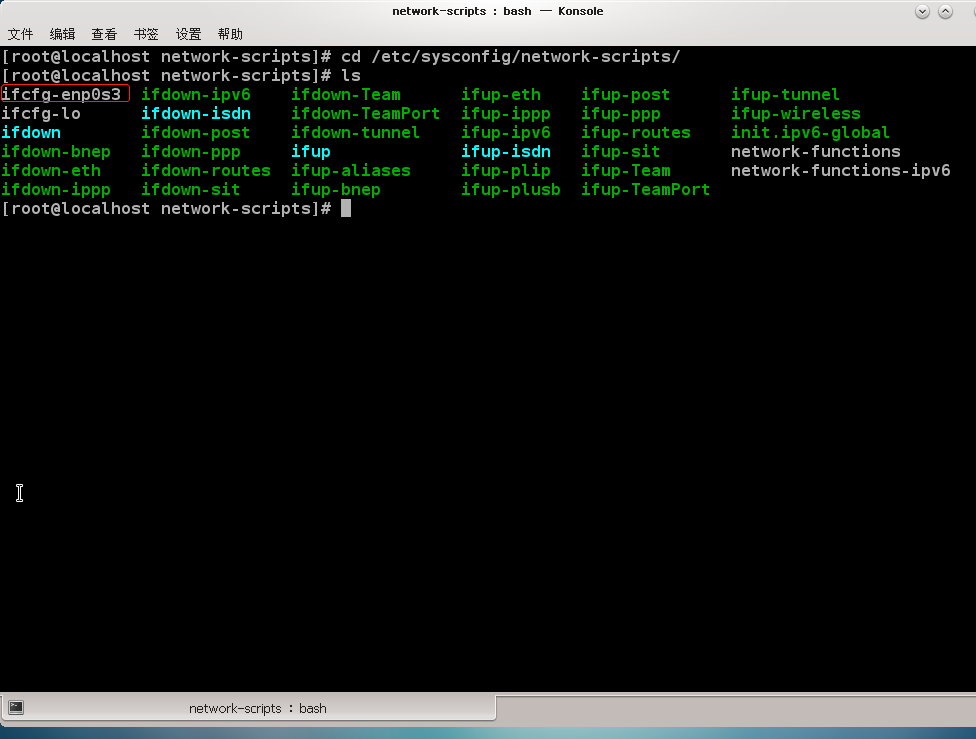 network-scripts : bash — Konsole
文件 编辑 查看 书签 设置 帮助
[root@localhost network-scripts]# cd /etc/sysconfig/network-scripts/
[root@localhost network-scripts]# ls
ifcfg-enp0s3 ifdown-ipv6 ifdown-Team ifup-eth ifup-post ifup-tunnel
ifcfg-lo ifdown-isdn ifdown-TeamPort ifup-ippp ifup-ppp ifup-wireless
ifdown ifdown-post ifdown-tunnel ifup-ipv6 ifup-routes init.ipv6-global
ifdown-bnep ifdown-ppp ifup ifup-isdn ifup-sit network-functions
ifdown-eth ifdown-routes ifup-aliases ifup-plip ifup-Team network-functions-ipv6
ifdown-ippp ifdown-sit ifup-bnep ifup-plusb ifup-TeamPort
[root@localhost network-scripts]#
network-scripts : bash